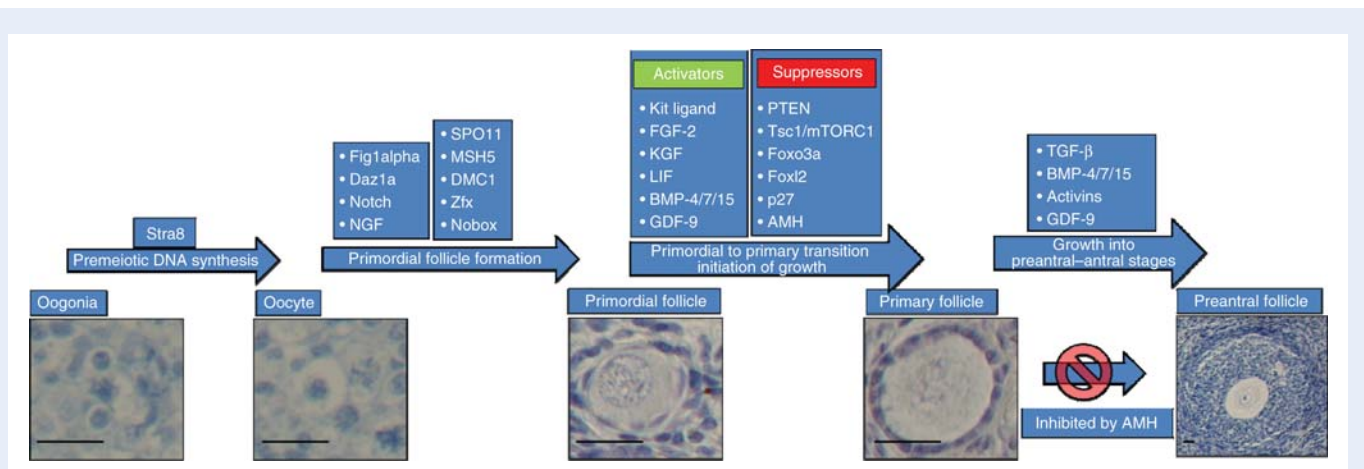 Stra8
Premeiotic DNA synthesis
• Fig1alpha
• Daz1a
• Notch
• NGF
• SPO11
• MSH5
• DMC1
• Zfx
• Nobox
Primordial follicle formation
Activators
• Kit ligand
• FGF-2
• KGF
• LIF
• BMP-4/7/15
• GDF-9
Suppressors
• PTEN
• Tsc1/mTORC1
• Foxo3a
• Foxl2
• p27
• AMH
Primordial to primary transition
initiation of growth
• TGF-β
• BMP-4/7/15
• Activins
• GDF-9
Growth into
preantral–antral stages
Oogonia
Oocyte
Primordial follicle
Primary follicle
Preantral follicle
Inhibited by AMH